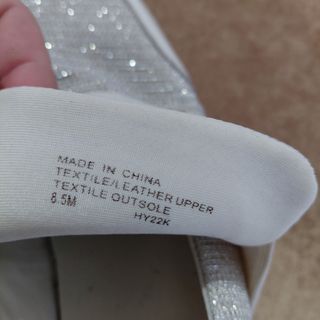 MADE IN CHINA
TEXTILE/LEATHER UPPER
TEXTILE OUTSOLE
8.5M HY22K